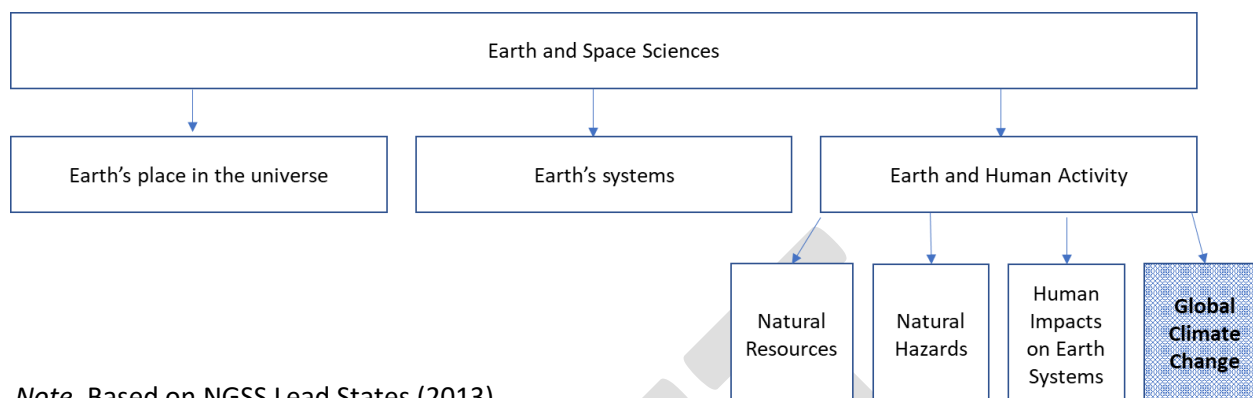 Earth and Space Sciences
Earth’s place in the universe
Earth’s systems
Earth and Human Activity
Natural
Resources
Natural
Hazards
Human
Impacts
on Earth
Systems
Global
Climate
Change
Note. Based on NGSS Lead States (2013)